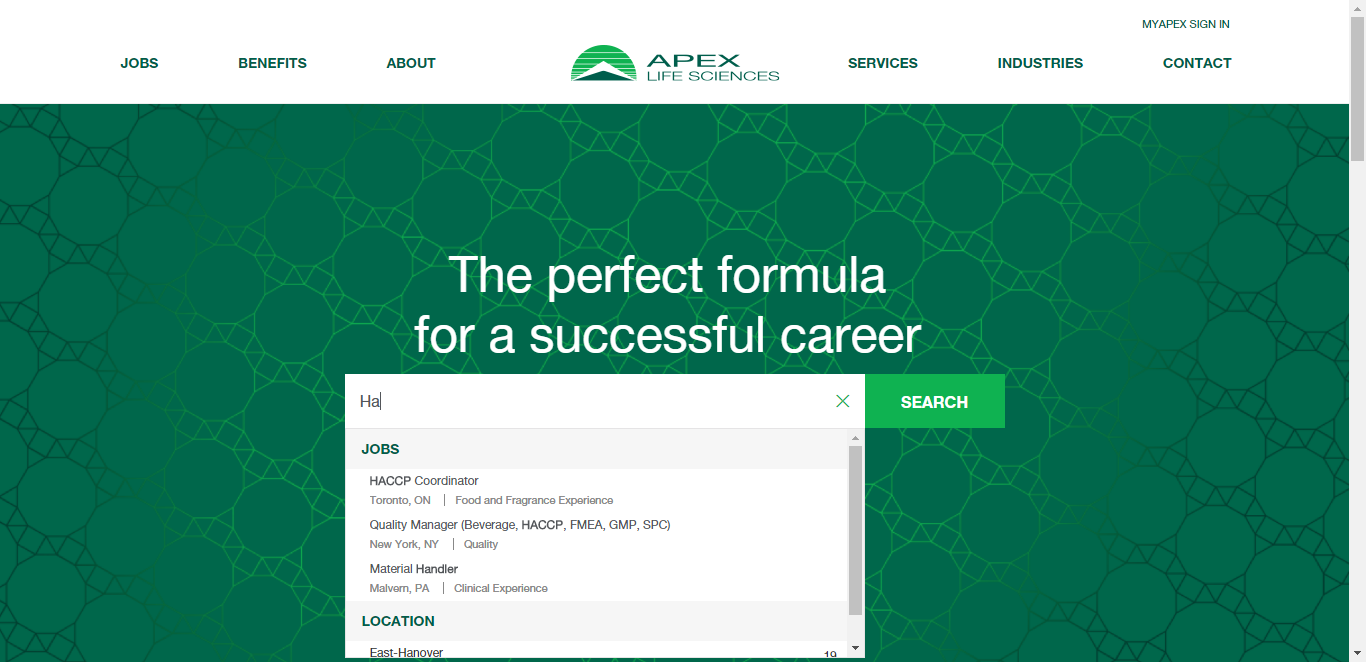 MYAPEX SIGN IN
JOBS BENEFITS ABOUT APEX LIFE SCIENCES SERVICES INDUSTRIES CONTACT
The perfect formula
for a successful career
Ha SEARCH
JOBS
HACCP Coordinator
Toronto, ON | Food and Fragrance Experience
Quality Manager (Beverage, HACCP, FMEA, GMP, SPC)
New York, NY | Quality
Material Handler
Malvern, PA | Clinical Experience
LOCATION
East-Hanover 19